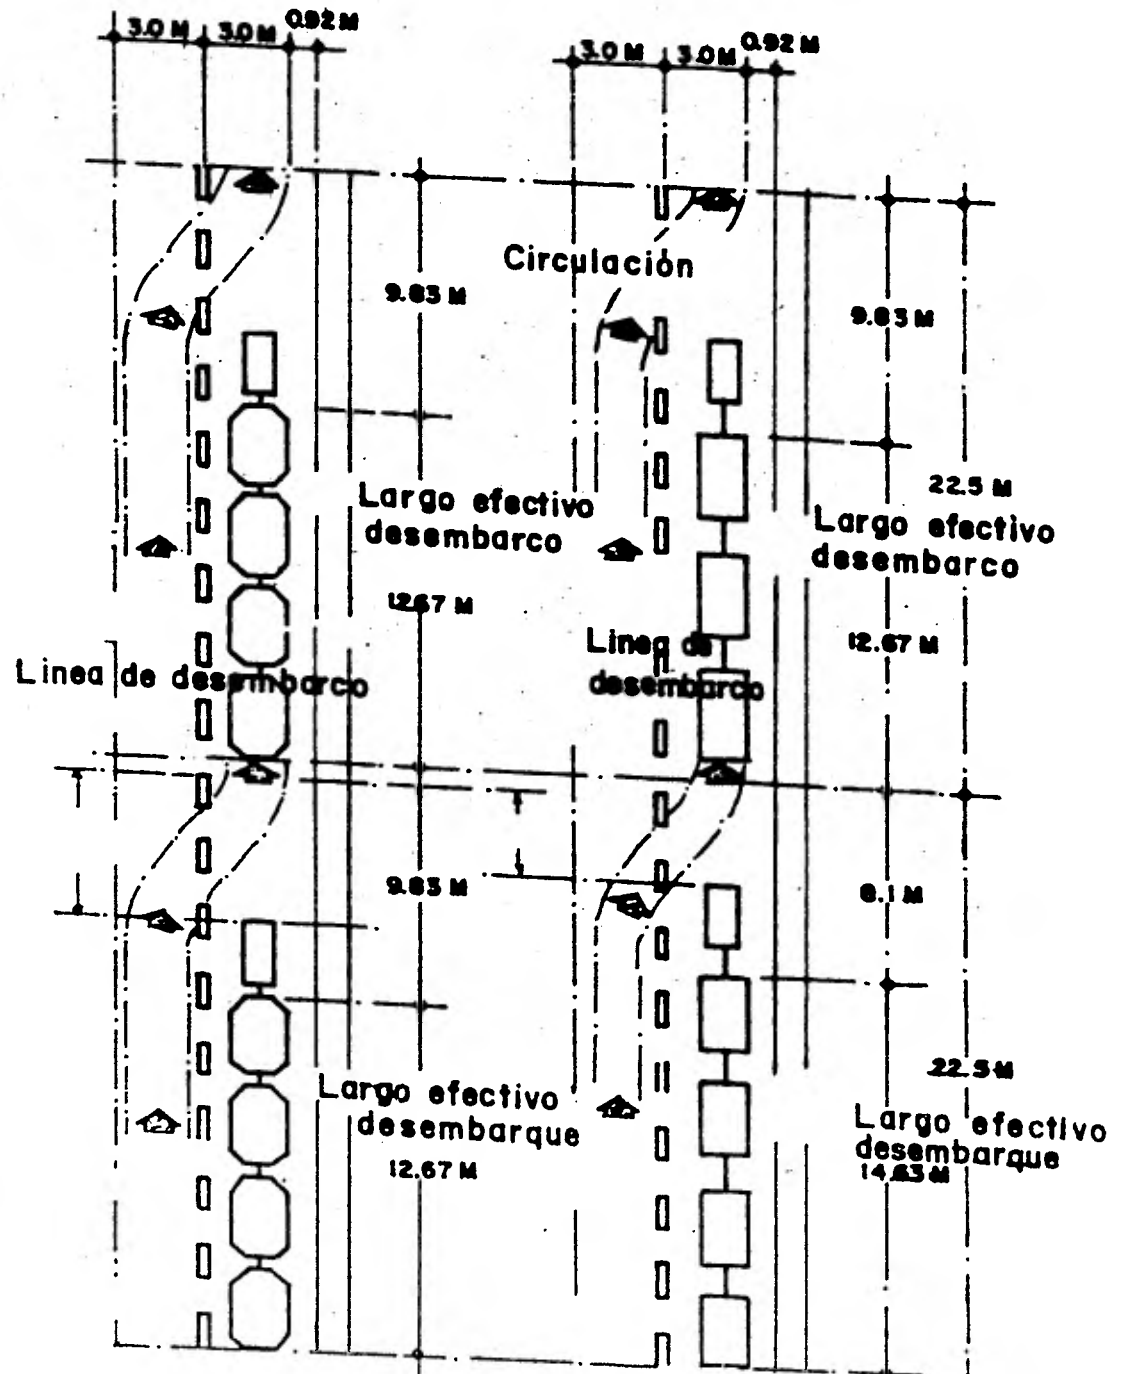 3.0 M 3.0 M 0.92 M
3.0 M 3.0 M 0.92 M
Circulación
9.83 M
9.83 M
22.5 M
Largo efectivo
desembarco
Largo efectivo
desembarco
12.67 M
12.67 M
Linea de desembarco
Linea de
desembarco
9.83 M
8.1 M
22.5 M
Largo efectivo
desembarque
12.67 M
Largo efectivo
desembarque
14.63 M